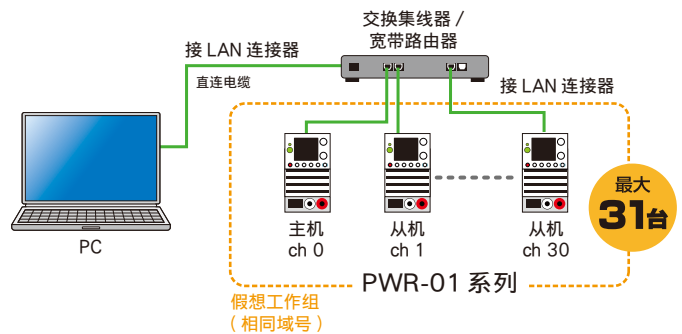 交换集线器 /
宽带路由器
接 LAN 连接器
直连电缆
接 LAN 连接器
最大
31台
主机
ch 0
从机
ch 1
从机
ch 30
PC
PWR-01 系列
假想工作组
( 相同域号 )